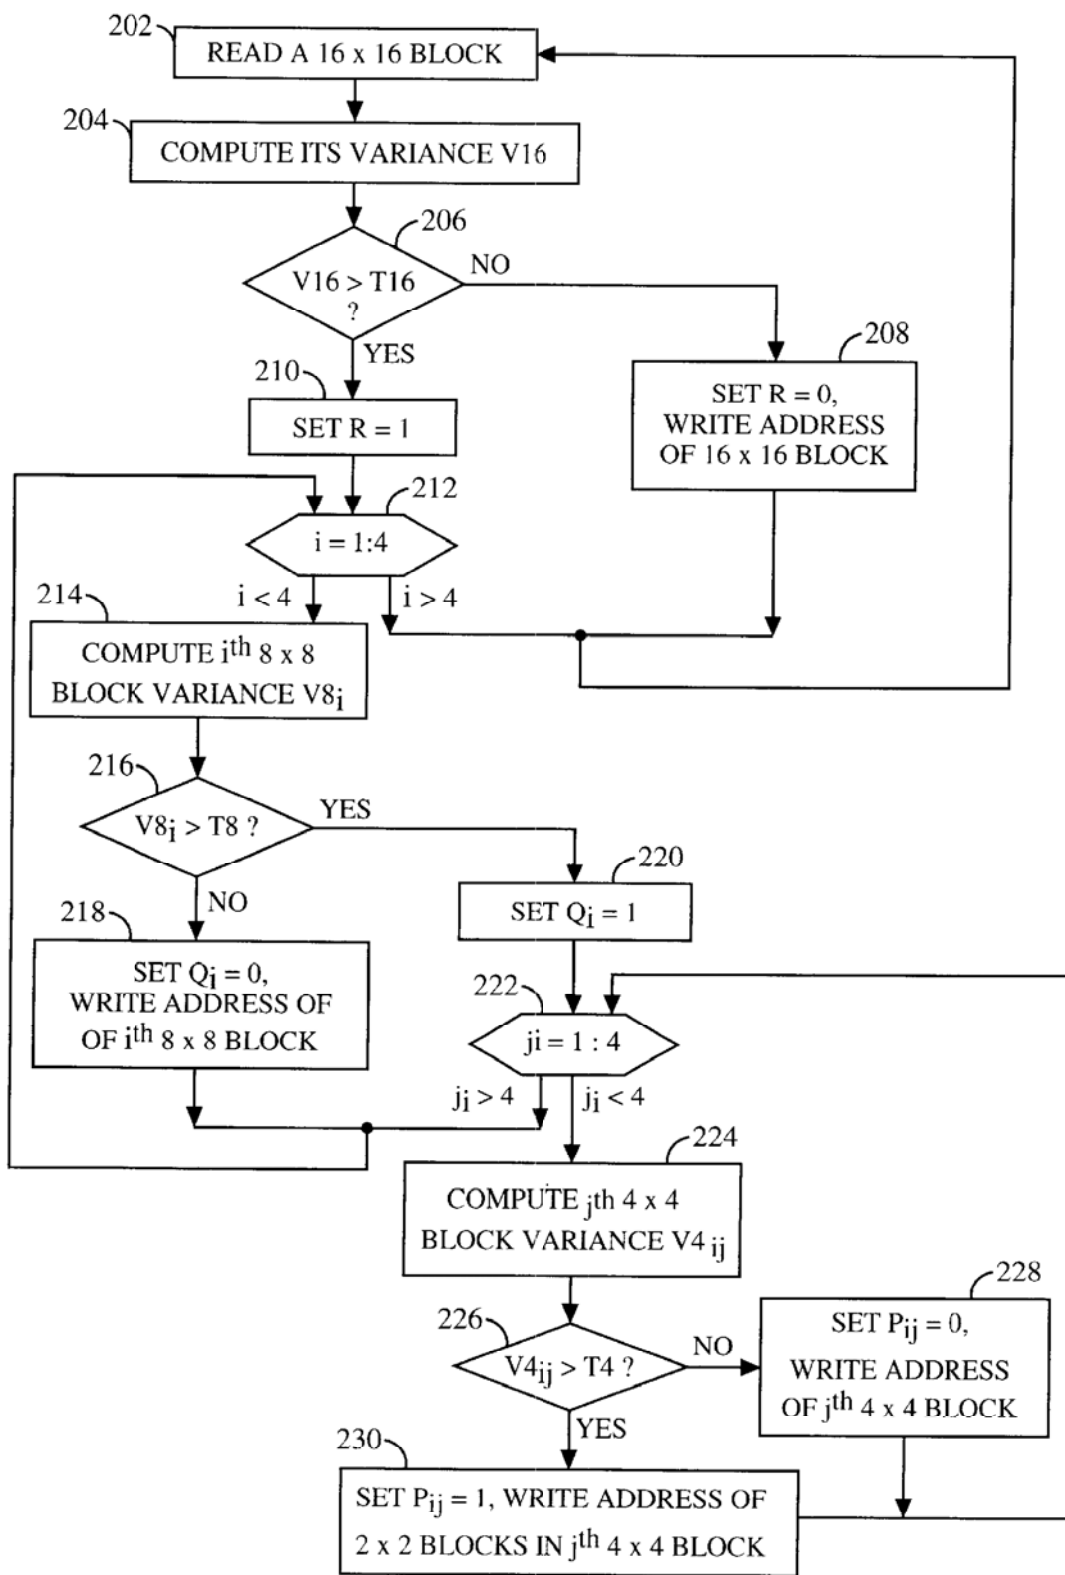 202
READ A 16 x 16 BLOCK
204
COMPUTE ITS VARIANCE V16
206
V16 > T16
?
NO
YES
208
SET R = 0,
WRITE ADDRESS
OF 16 x 16 BLOCK
210
SET R = 1
212
i = 1:4
i < 4
i > 4
214
COMPUTE ith 8 x 8
BLOCK VARIANCE V8i
216
V8i > T8 ?
YES
NO
218
SET Qi = 0,
WRITE ADDRESS OF
OF ith 8 x 8 BLOCK
220
SET Qi = 1
222
ji = 1 : 4
ji > 4
ji < 4
224
COMPUTE jth 4 x 4
BLOCK VARIANCE V4 ij
226
V4ij > T4 ?
NO
YES
228
SET Pij = 0,
WRITE ADDRESS
OF jth 4 x 4 BLOCK
230
SET Pij = 1, WRITE ADDRESS OF
2 x 2 BLOCKS IN jth 4 x 4 BLOCK